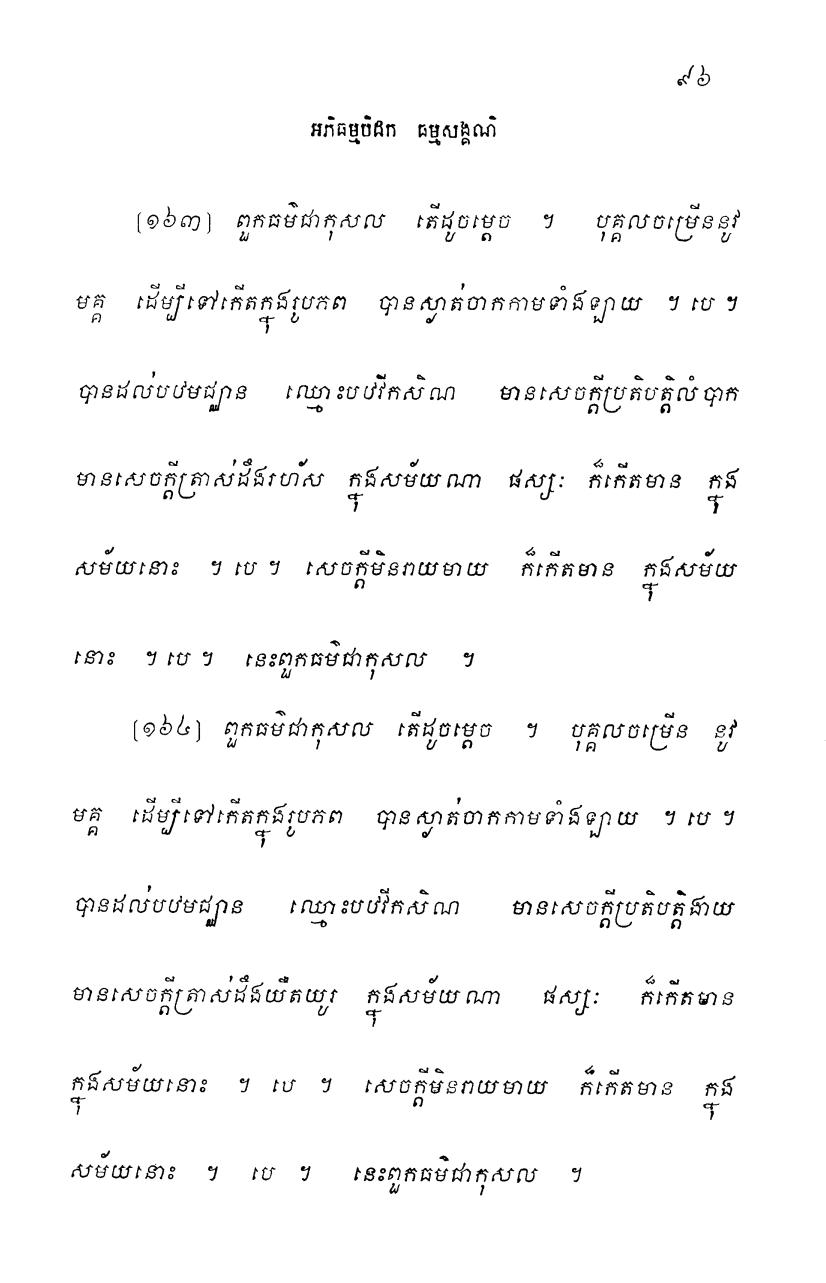 ៩៦
អភិធម្មបិដក ធម្មសង្គណិ
[១៦៣] ពួកធម៌ជាកុសល តើដូចម្តេច ។ បុគ្គលចម្រើននូវ
មគ្គ ដើម្បីទៅកើតក្នុងរូបភព បានស្ងាត់ចាកកាមទាំងឡាយ ។ បេ ។
បានដល់បឋមជ្ឈាន ឈ្មោះបឋវីកសិណ មានសេចក្តីប្រតិបត្តិលំបាក
មានសេចក្តីត្រាស់ដឹងរហ័ស ក្នុងសម័យណា ផស្សៈ ក៏កើតមាន ក្នុង
សម័យនោះ ។ បេ ។ សេចក្តីមិនរាយមាយ ក៏កើតមាន ក្នុងសម័យ
នោះ ។ បេ ។ នេះពួកធម៌ជាកុសល ។
[១៦៤] ពួកធម៌ជាកុសល តើដូចម្តេច ។ បុគ្គលចម្រើន នូវ
មគ្គ ដើម្បីទៅកើតក្នុងរូបភព បានស្ងាត់ចាកកាមទាំងឡាយ ។ បេ ។
បានដល់បឋមជ្ឈាន ឈ្មោះបឋវីកសិណ មានសេចក្តីប្រតិបត្តិងាយ
មានសេចក្តីត្រាស់ដឹងយឺតយូរ ក្នុងសម័យណា ផស្សៈ ក៏កើតមាន
ក្នុងសម័យនោះ ។ បេ ។ សេចក្តីមិនរាយមាយ ក៏កើតមាន ក្នុង
សម័យនោះ ។ បេ ។ នេះពួកធម៌ជាកុសល ។